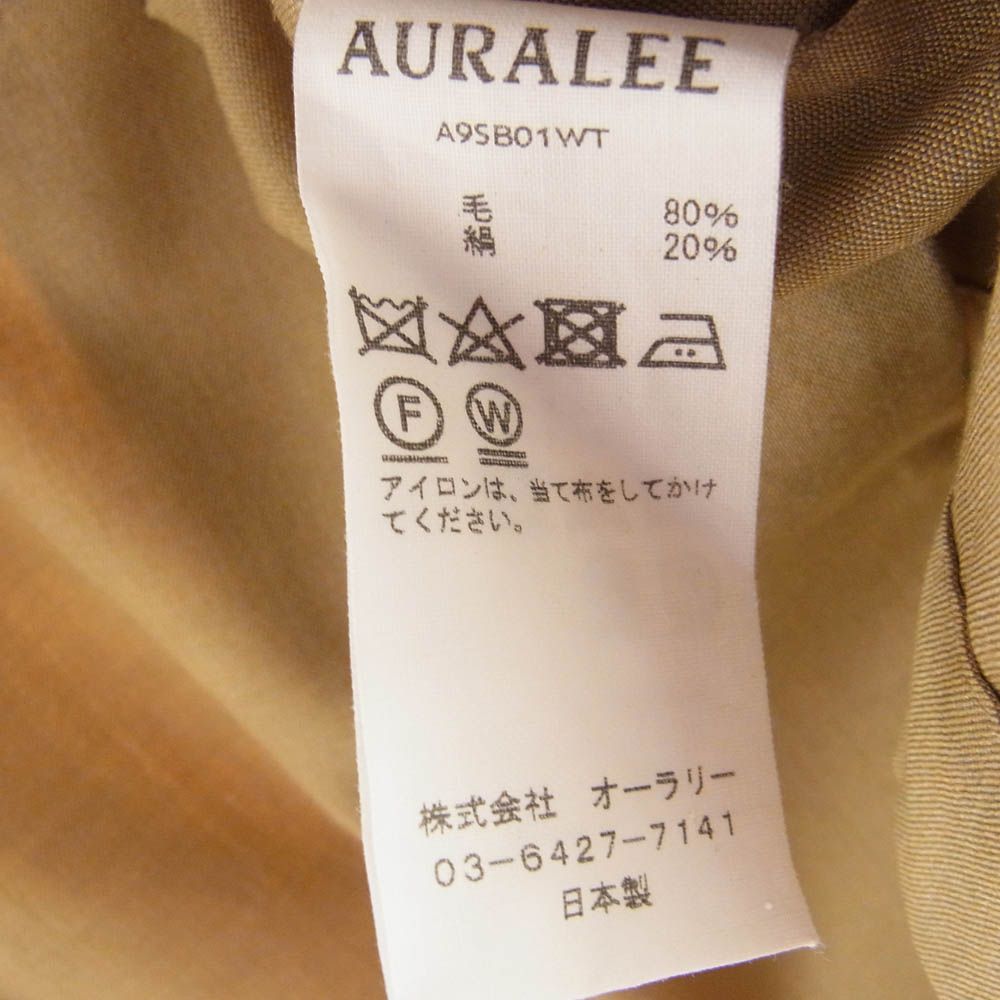 AURALEE
A9SB01WT
毛 80%
絹 20%
F W
アイロンは、当て布をしてかけ
てください。
株式会社 オーラリー
03-6427-7141
日本製